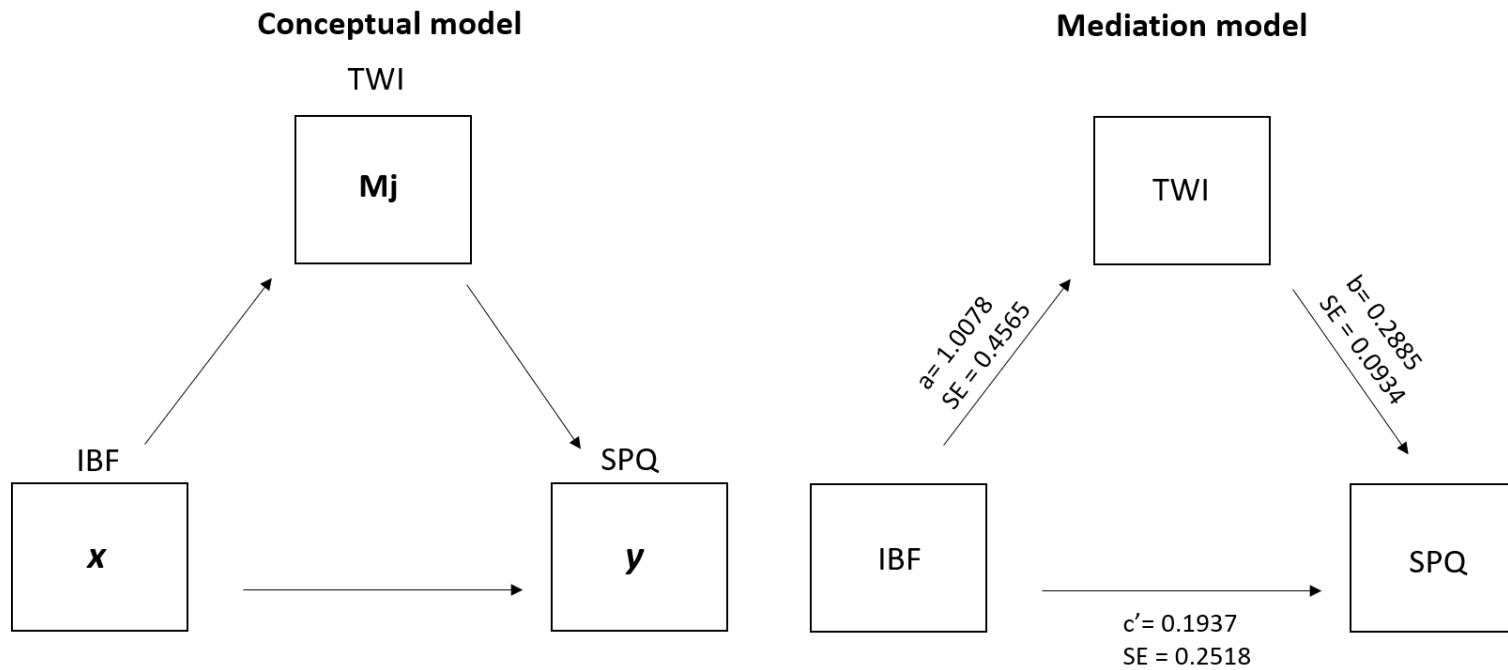 Conceptual model
TWI
Mj
IBF
SPQ
x
y
Mediation model
TWI
a= 1.0078
SE = 0.4565
b= 0.2885
SE = 0.0934
IBF
SPQ
c’= 0.1937
SE = 0.2518